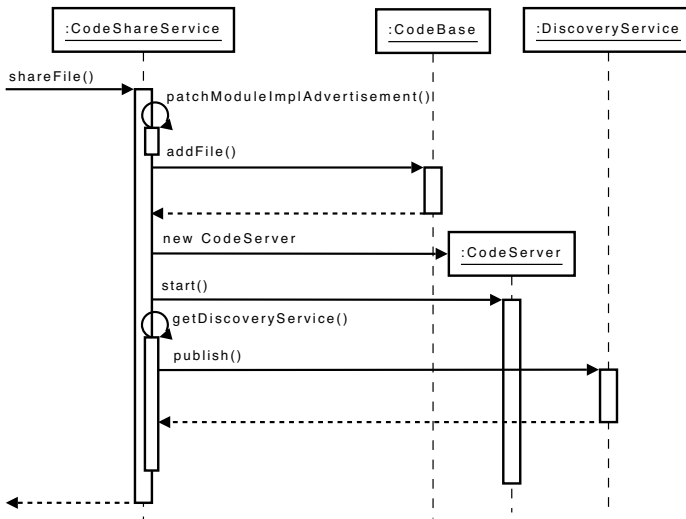 :CodeShareService
:CodeBase
:DiscoveryService
shareFile()
patchModuleImplAdvertisement()
addFile()
new CodeServer
:CodeServer
start()
getDiscoveryService()
publish()